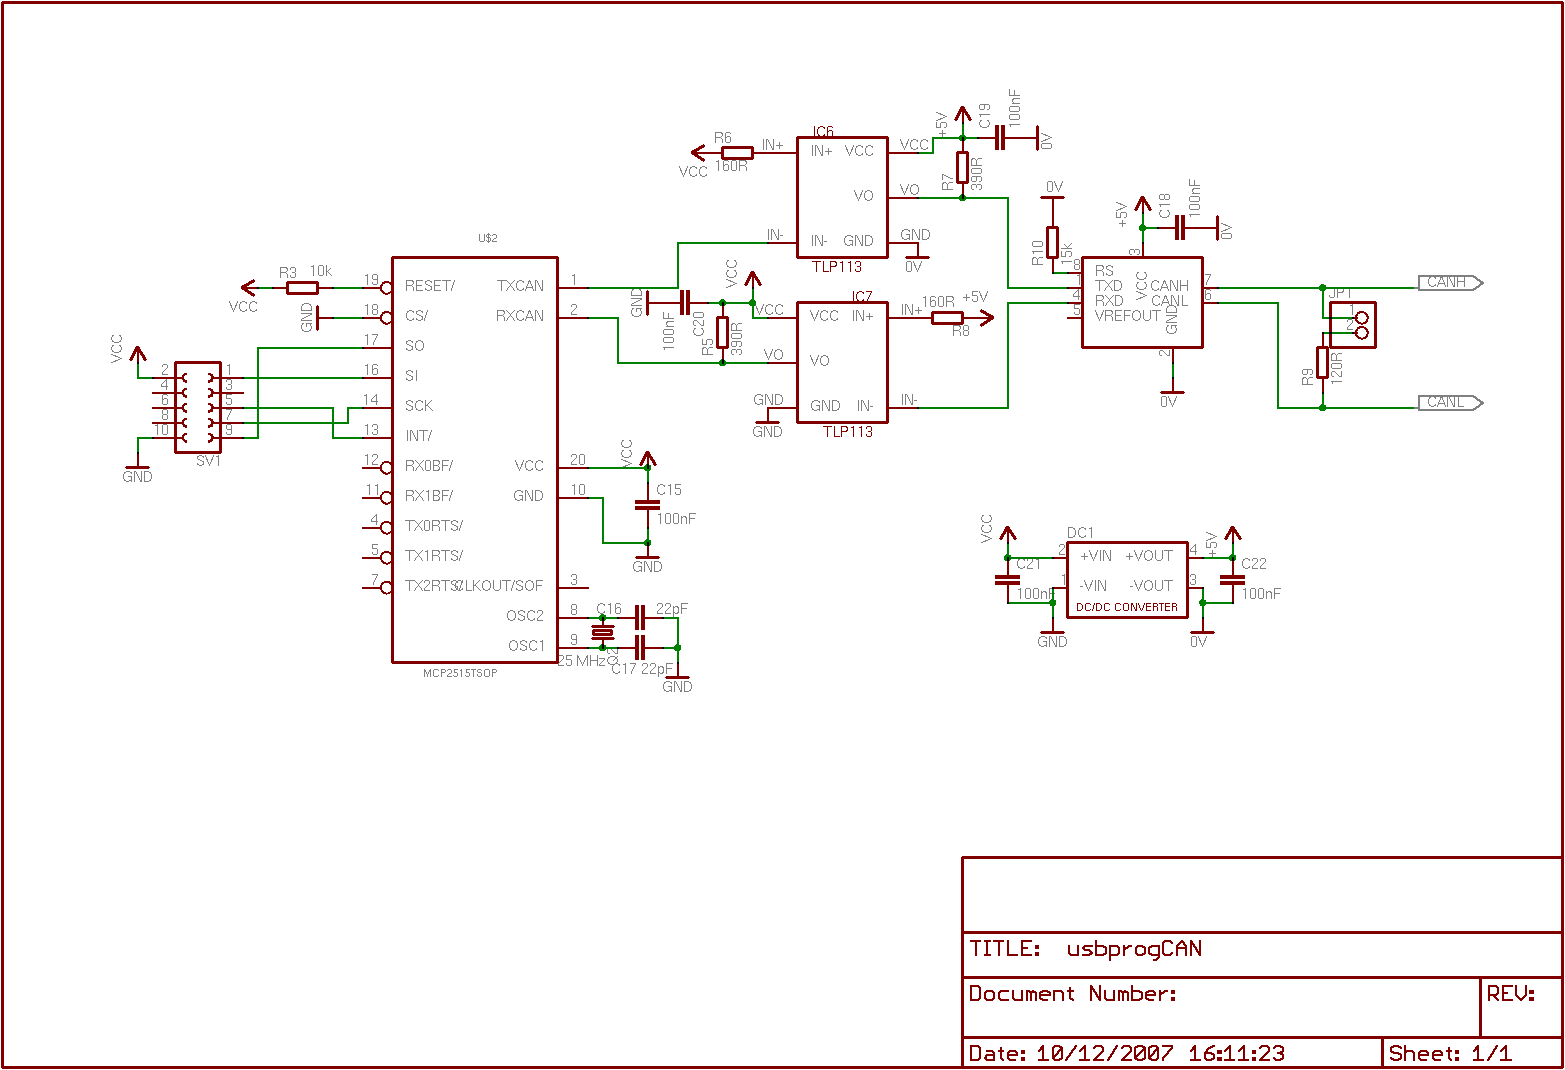 IC6
R6
160R
VCC
IN+
IN+
VCC
VCC
VO
VO
IN-
IN-
GND
GND
0V
TLP113
+5V
C19
100nF
0V
R7
390R
0V
R10
15k
+5V
C18
100nF
0V
8
RS
1
TXD
4
RXD
5
VREFOUT
3
VCC
CANH
7
CANL
6
GND
2
0V
CANH
JP1
1
2
R9
120R
CANL
U$2
R3
10k
VCC
19
RESET/
TXCAN
1
GND
18
CS/
RXCAN
2
17
SO
16
SI
14
SCK
13
INT/
12
RX0BF/
VCC
20
11
RX1BF/
GND
10
4
TX0RTS/
5
TX1RTS/
7
TX2RTS/
CLKOUT/SOF
3
OSC2
8
OSC1
9
MCP2515TSOP
VCC
2
1
4
3
6
5
8
7
10
9
SV1
GND
GND
100nF
C20
VCC
R5
390R
IC7
VCC
VCC
IN+
IN+
160R
+5V
R8
VO
VO
GND
GND
IN-
IN-
GND
TLP113
VCC
C15
100nF
GND
C16
22pF
25 MHz
Q2
C17
22pF
GND
VCC
DC1
+5V
2
+VIN
+VOUT
4
C21
100nF
1
-VIN
-VOUT
3
C22
100nF
DC/DC CONVERTER
GND
0V
TITLE: usbprogCAN
Document Number:
REV:
Date: 10/12/2007 16:11:23
Sheet: 1/1